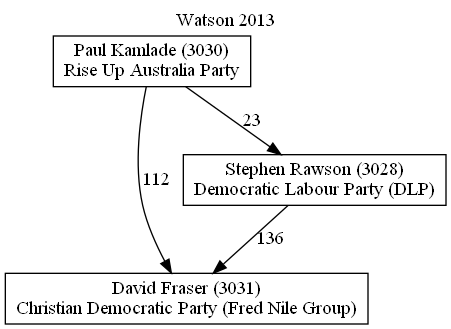 Watson 2013
Paul Kamlade (3030)
Rise Up Australia Party
23
Stephen Rawson (3028)
Democratic Labour Party (DLP)
112
136
David Fraser (3031)
Christian Democratic Party (Fred Nile Group)